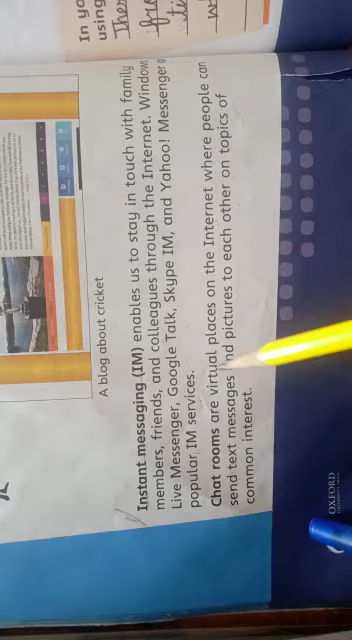 In yo
using
A blog about cricket
Instant messaging (IM) enables us to stay in touch with family
members, friends, and colleagues through the Internet. Windows
Live Messenger, Google Talk, Skype IM, and Yahoo! Messenger a
popular IM services.
Chat rooms are virtual places on the Internet where people can
send text messages and pictures to each other on topics of
common interest.
OXFORD